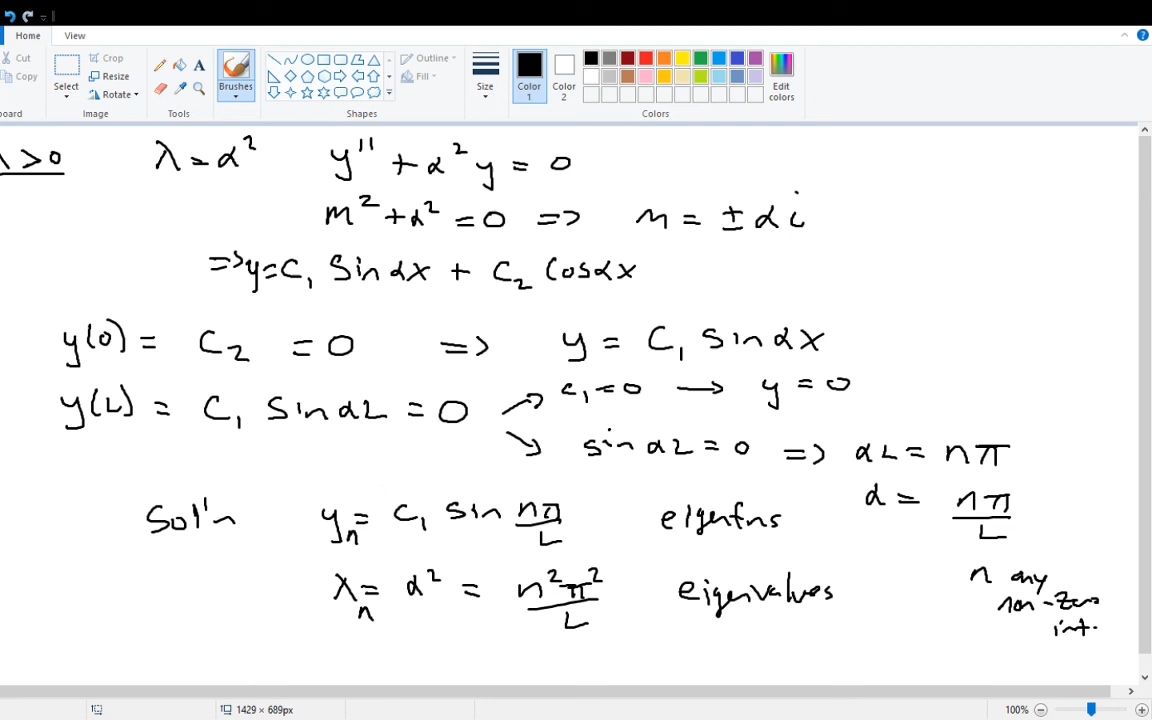 Home View
Cut
Copy
board
Select
Crop
Resize
Rotate
Image
A
Tools
Brushes
Outline
Fill
Shapes
Size
Color 1
Color 2
Edit colors
Colors
λ > 0 λ = α² y'' + α² y = 0
m² + α² = 0 => m = ± α i
=> y = C₁ sin αx + C₂ cos αx
y(0) = C₂ = 0 => y = C₁ sin αx
y(L) = C₁ sin αL = 0 c₁ = 0 → y = 0
sin αL = 0 => αL = nπ
α = nπ/L
Sol'n yₙ = C₁ sin nπ/L eigenfns
λₙ = α² = n²π²/L eigenvalues
n any
non-zero
int.
1429 × 689px 100%